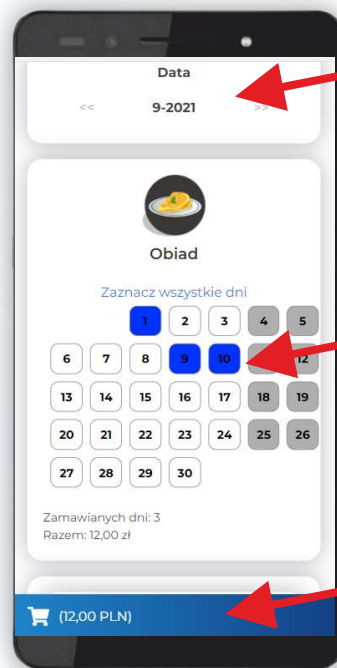 Data
<< 9-2021 >>
Obiad
Zaznacz wszystkie dni
1 2 3 4 5
6 7 8 9 10 12
13 14 15 16 17 18 19
20 21 22 23 24 25 26
27 28 29 30
Zamawianych dni: 3
Razem: 12,00 zł
(12,00 PLN)